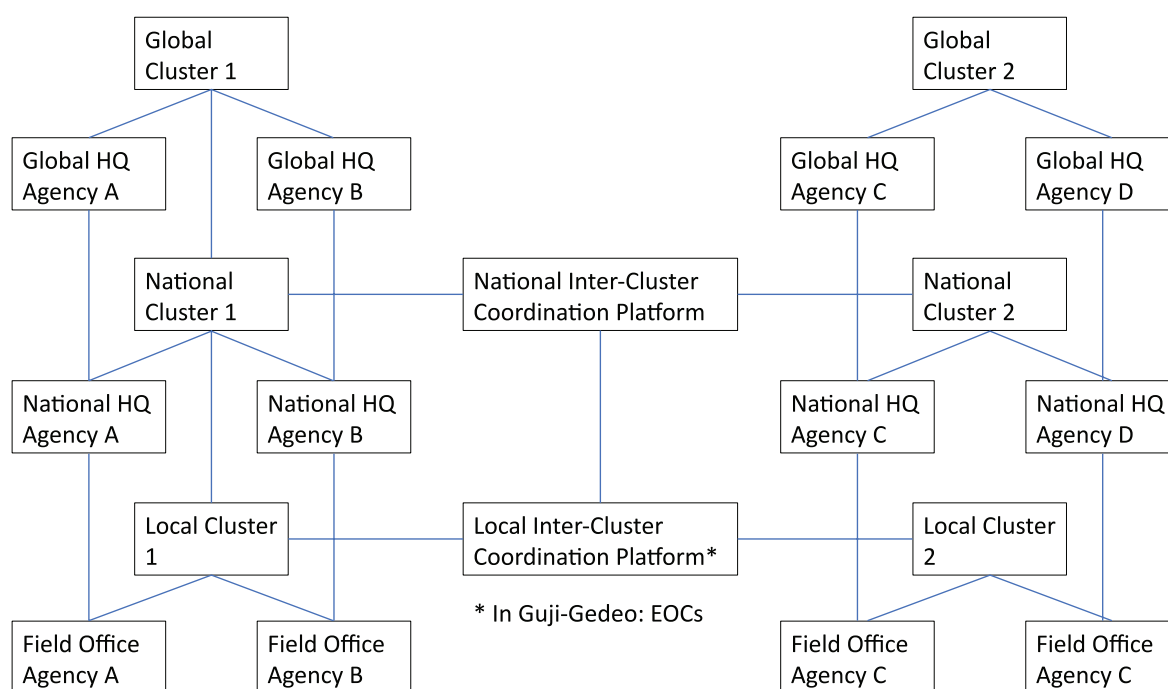 Global
Cluster 1
Global
Cluster 2
Global HQ
Agency A
Global HQ
Agency B
Global HQ
Agency C
Global HQ
Agency D
National
Cluster 1
National Inter-Cluster
Coordination Platform
National
Cluster 2
National HQ
Agency A
National HQ
Agency B
National HQ
Agency C
National HQ
Agency D
Local Cluster
1
Local Inter-Cluster
Coordination Platform*
Local Cluster
2
* In Guji-Gedeo: EOCs
Field Office
Agency A
Field Office
Agency B
Field Office
Agency C
Field Office
Agency C